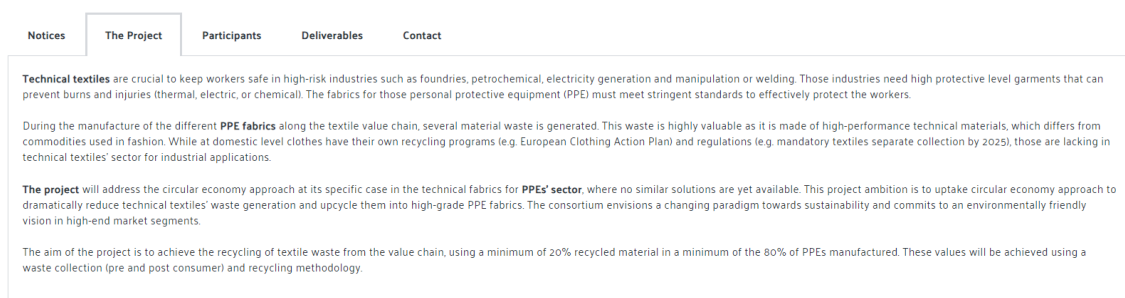 Notices The Project Participants Deliverables Contact
Technical textiles are crucial to keep workers safe in high-risk industries such as foundries, petrochemical, electricity generation and manipulation or welding. Those industries need high protective level garments that can
prevent burns and injuries (thermal, electric, or chemical). The fabrics for those personal protective equipment (PPE) must meet stringent standards to effectively protect the workers.
During the manufacture of the different PPE fabrics along the textile value chain, several material waste is generated. This waste is highly valuable as it is made of high-performance technical materials, which differs from
commodities used in fashion. While at domestic level clothes have their own recycling programs (e.g. European Clothing Action Plan) and regulations (e.g. mandatory textiles separate collection by 2025), those are lacking in
technical textiles' sector for industrial applications.
The project will address the circular economy approach at its specific case in the technical fabrics for PPEs' sector, where no similar solutions are yet available. This project ambition is to uptake circular economy approach to
dramatically reduce technical textiles' waste generation and upcycle them into high-grade PPE fabrics. The consortium envisions a changing paradigm towards sustainability and commits to an environmentally friendly
vision in high-end market segments.
The aim of the project is to achieve the recycling of textile waste from the value chain, using a minimum of 20% recycled material in a minimum of the 80% of PPEs manufactured. These values will be achieved using a
waste collection (pre and post consumer) and recycling methodology.